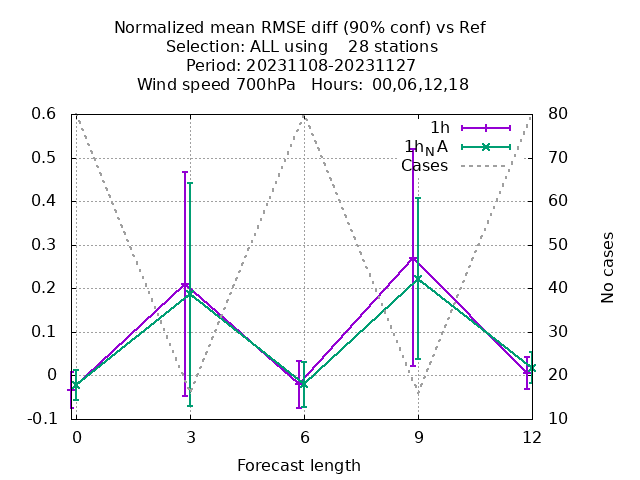 Normalized mean RMSE diff (90% conf) vs Ref
Selection: ALL using    28 stations
Period: 20231108-20231127
Wind speed 700hPa   Hours:  00,06,12,18
0.6
0.5
0.4
0.3
0.2
0.1
0
-0.1
80
70
60
50
40
30
20
10
1h
1hNA
Cases
No cases
0
3
6
9
12
Forecast length